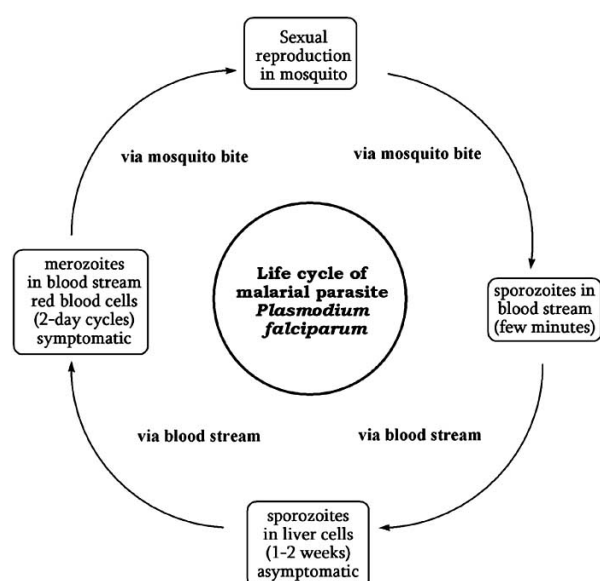 Sexual
reproduction
in mosquito
via mosquito bite
via mosquito bite
merozoites
in blood stream
red blood cells
(2-day cycles)
symptomatic
Life cycle of
malarial parasite
Plasmodium
falciparum
sporozoites in
blood stream
(few minutes)
via blood stream
via blood stream
sporozoites
in liver cells
(1-2 weeks)
asymptomatic